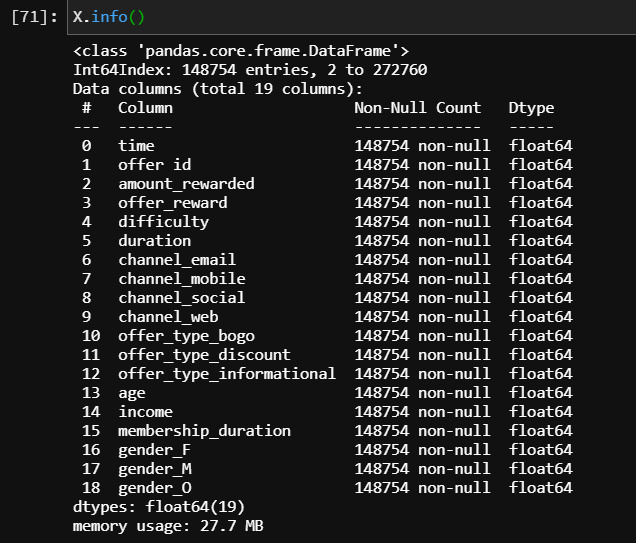 [71]: X.info()
<class 'pandas.core.frame.DataFrame'>
Int64Index: 148754 entries, 2 to 272760
Data columns (total 19 columns):
 #   Column                    Non-Null Count   Dtype
---  ------                    --------------   -----
 0   time                      148754 non-null  float64
 1   offer id                  148754 non-null  float64
 2   amount_rewarded           148754 non-null  float64
 3   offer_reward              148754 non-null  float64
 4   difficulty                148754 non-null  float64
 5   duration                  148754 non-null  float64
 6   channel_email             148754 non-null  float64
 7   channel_mobile            148754 non-null  float64
 8   channel_social            148754 non-null  float64
 9   channel_web               148754 non-null  float64
 10  offer_type_bogo           148754 non-null  float64
 11  offer_type_discount       148754 non-null  float64
 12  offer_type_informational  148754 non-null  float64
 13  age                       148754 non-null  float64
 14  income                    148754 non-null  float64
 15  membership_duration       148754 non-null  float64
 16  gender_F                  148754 non-null  float64
 17  gender_M                  148754 non-null  float64
 18  gender_O                  148754 non-null  float64
dtypes: float64(19)
memory usage: 27.7 MB